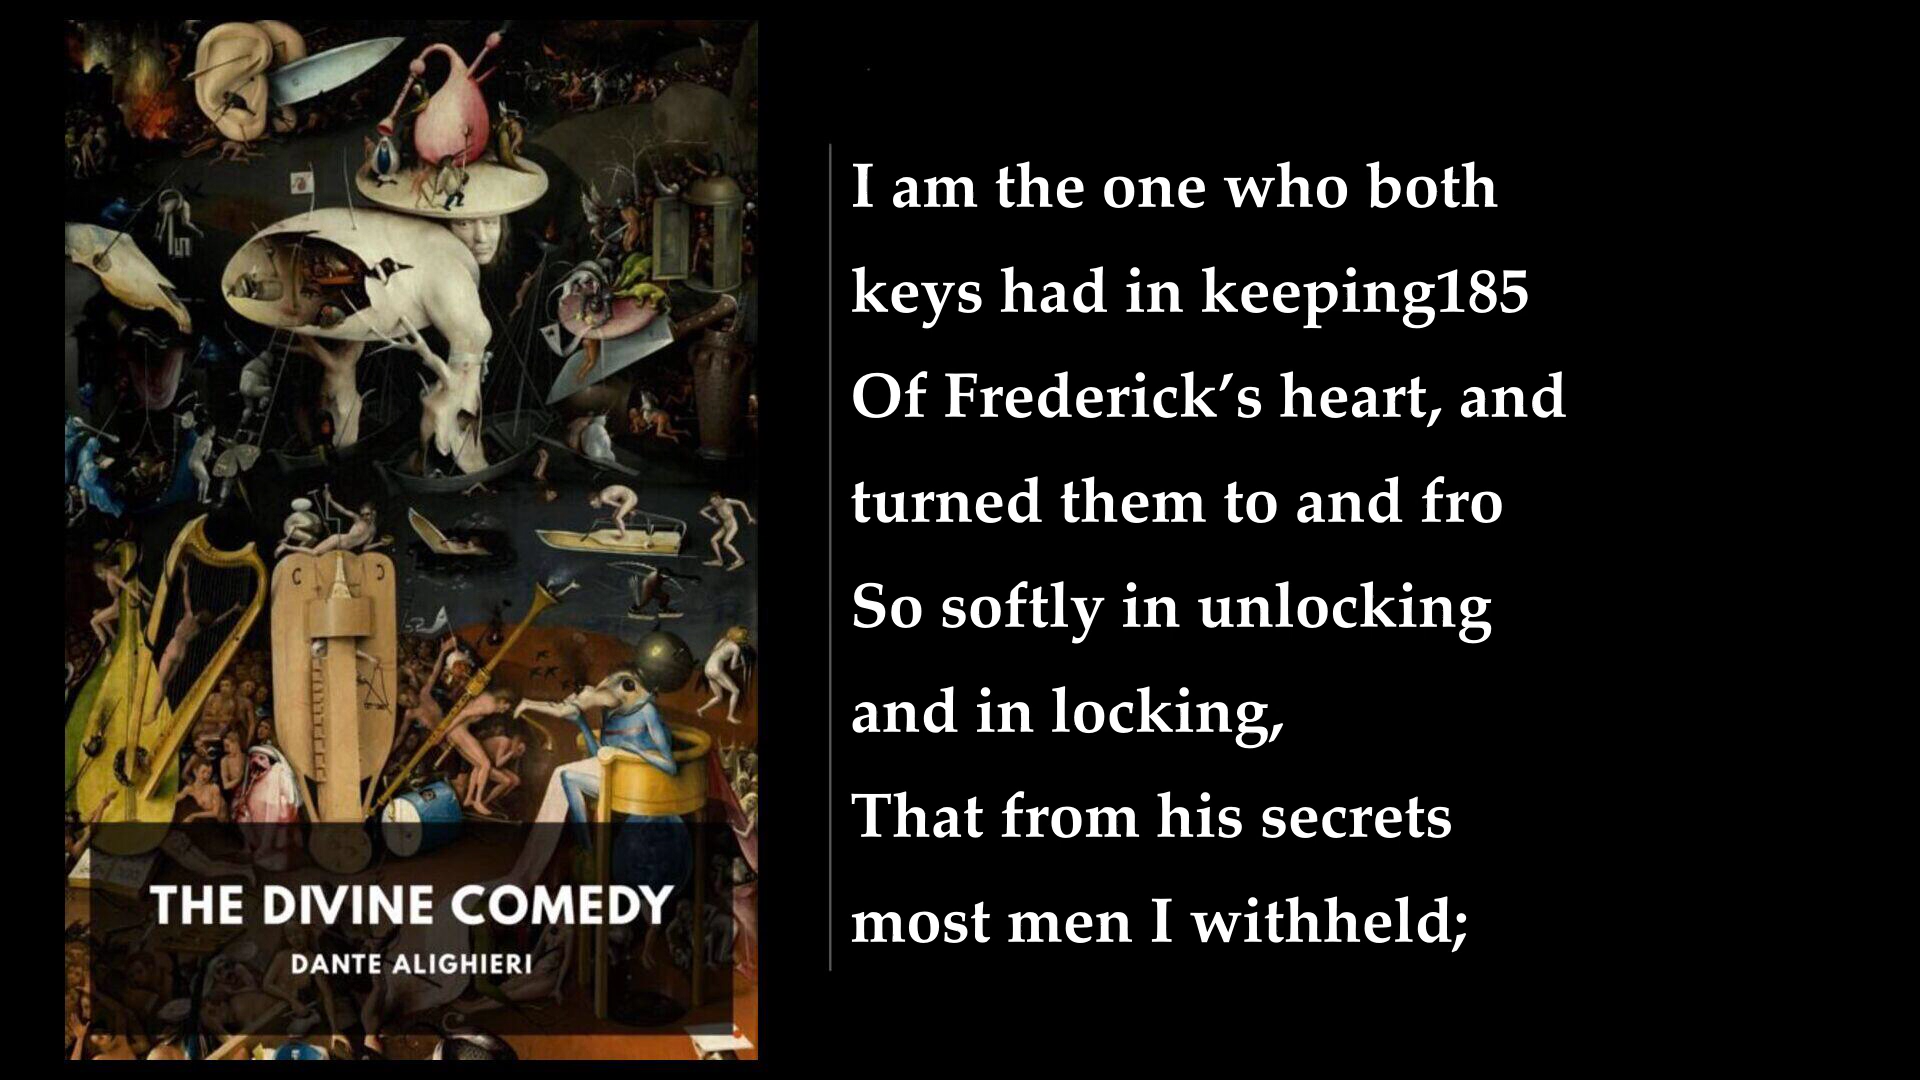 I am the one who both
keys had in keeping185
Of Frederick’s heart, and
turned them to and fro
So softly in unlocking
and in locking,
That from his secrets
most men I withheld;
THE DIVINE COMEDY
DANTE ALIGHIERI